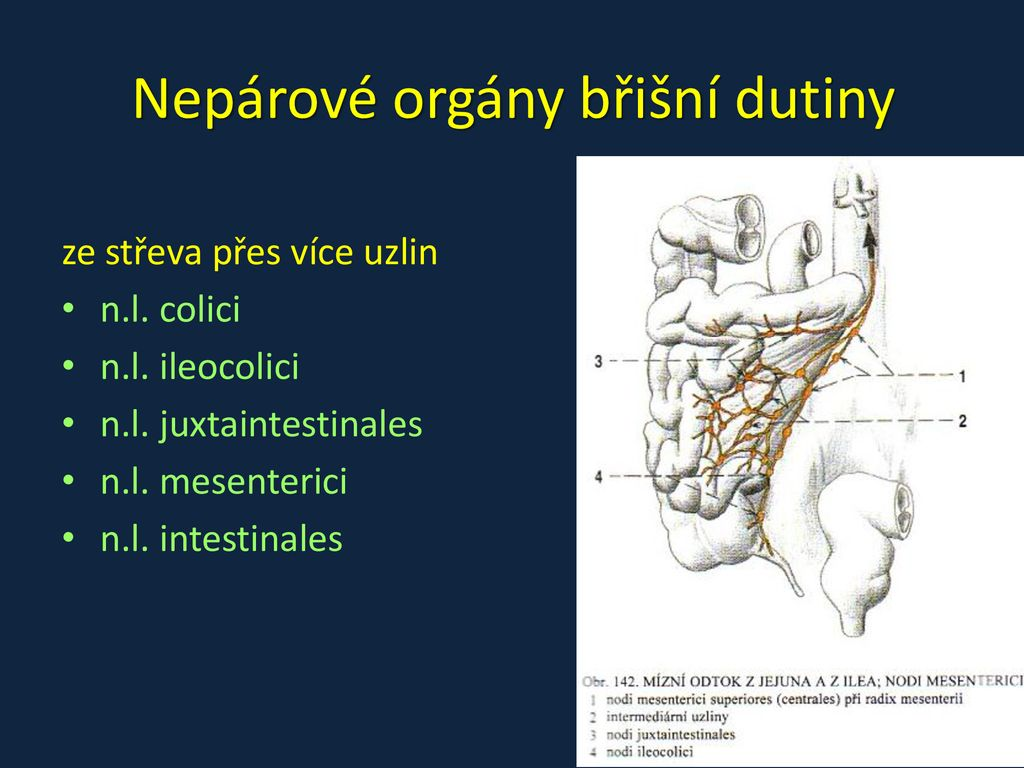 Nepárové orgány břišní dutiny
ze střeva přes více uzlin
• n.l. colici
• n.l. ileocolici
• n.l. juxtaintestinales
• n.l. mesenterici
• n.l. intestinales
3
1
2
4
Obr. 142. MÍZNÍ ODTOK Z JEJUNA A Z ILEA; NODI MESENTERICI
1 nodi mesenterici superiores (centrales) při radix mesenterii
2 intermediární uzliny
3 nodi juxtaintestinales
4 nodi ileocolici